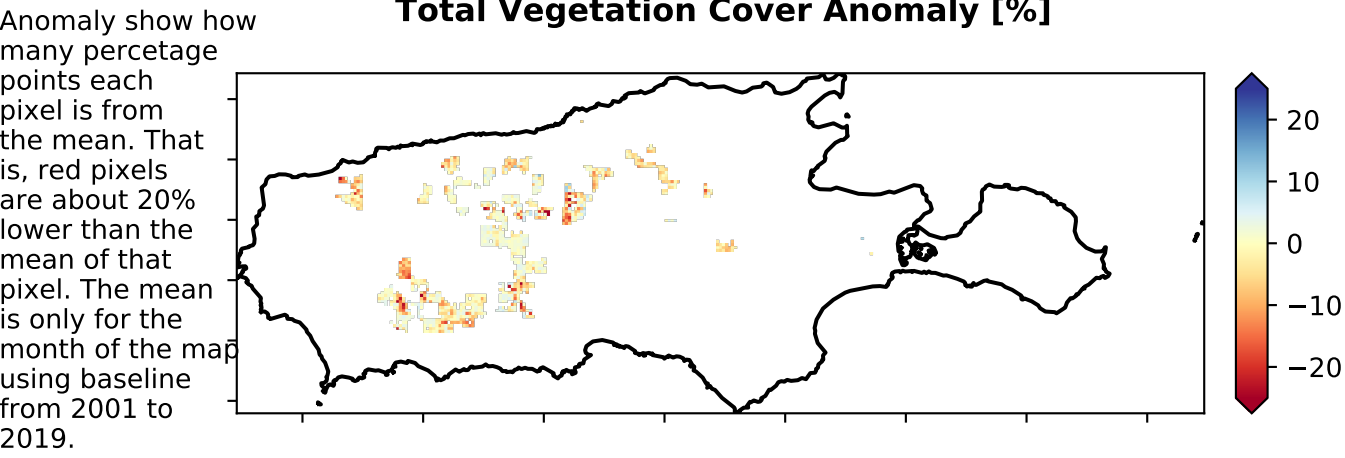 Total Vegetation Cover Anomaly [%]
Anomaly show how
many percetage
points each
pixel is from
the mean. That
is, red pixels
are about 20%
lower than the
mean of that
pixel. The mean
is only for the
month of the map
using baseline
from 2001 to
2019.
20
10
0
−10
−20